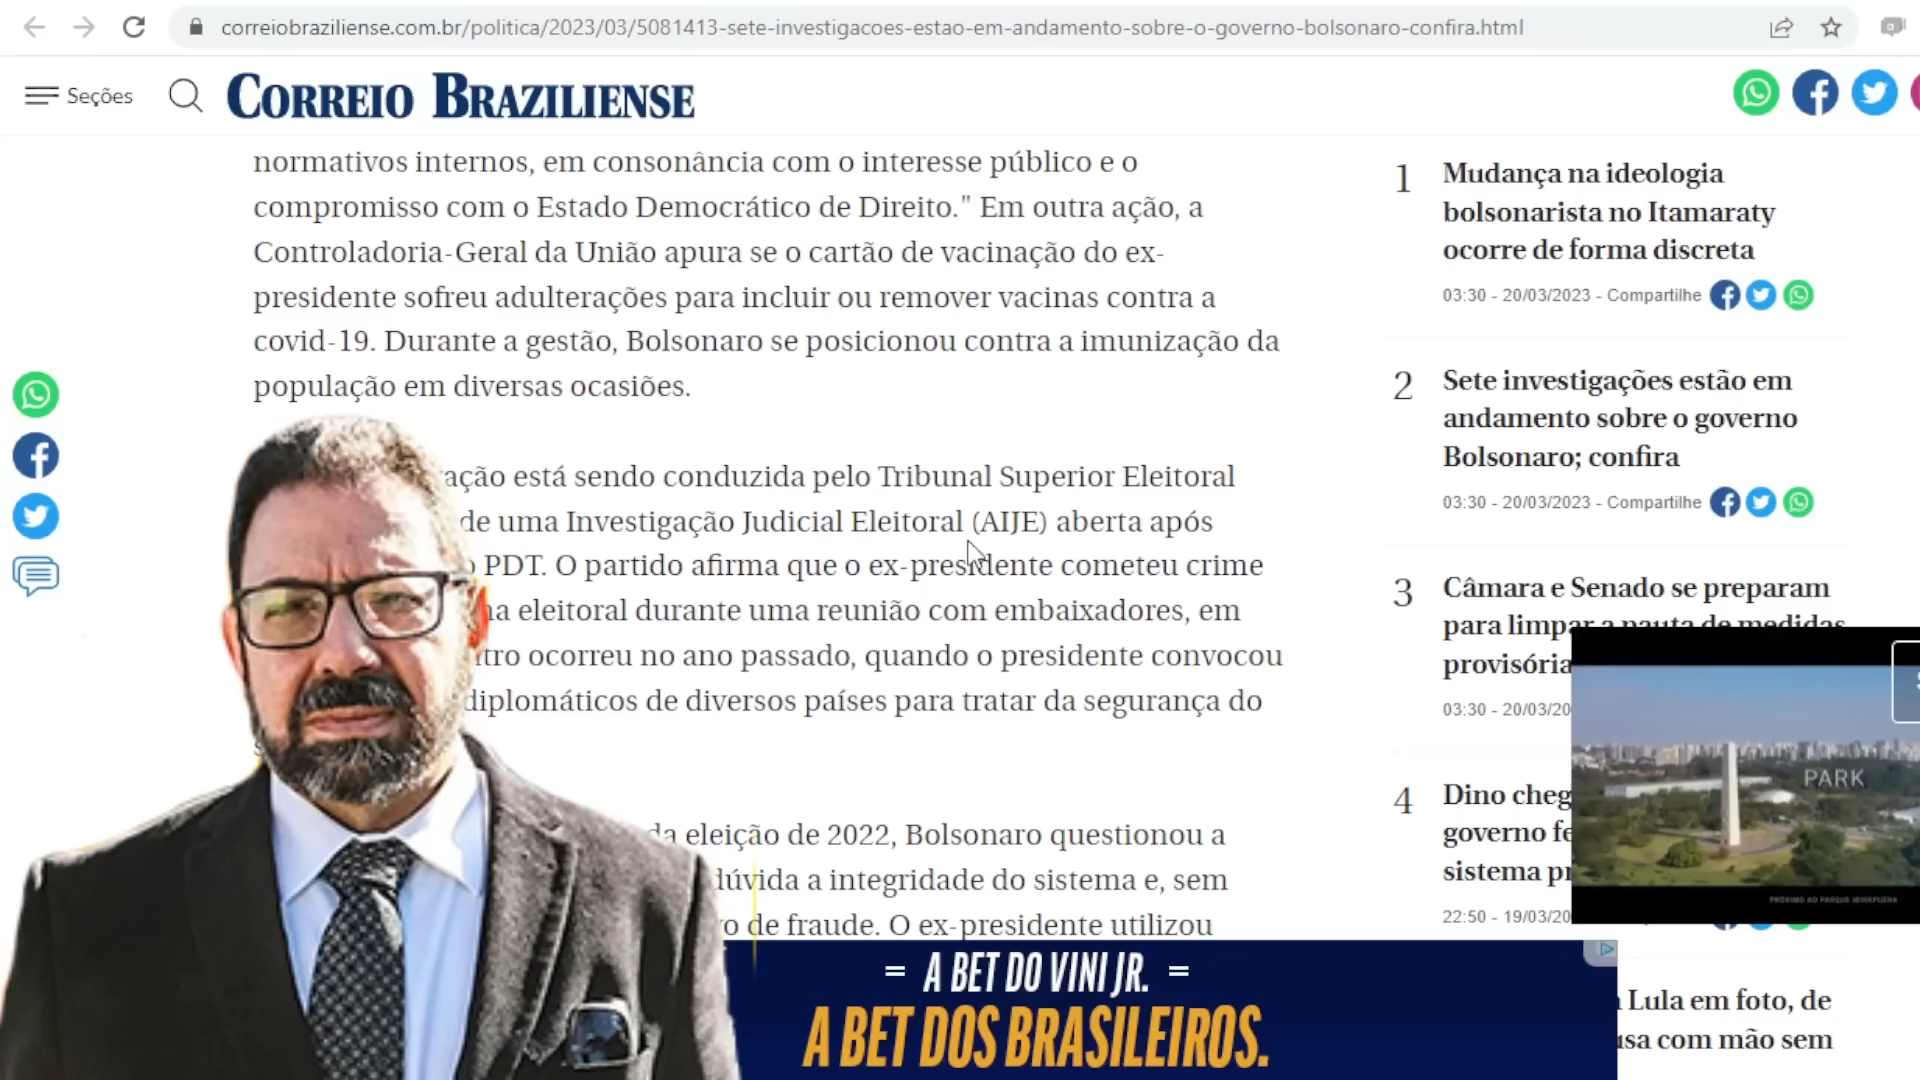 correiobraziliense.com.br/politica/2023/03/5081413-sete-investigacoes-estao-em-andamento-sobre-o-governo-bolsonaro-confira.html
Seções
CORREIO BRAZILIENSE
normativos internos, em consonância com o interesse público e o
compromisso com o Estado Democrático de Direito." Em outra ação, a
Controladoria-Geral da União apura se o cartão de vacinação do ex-
presidente sofreu adulterações para incluir ou remover vacinas contra a
covid-19. Durante a gestão, Bolsonaro se posicionou contra a imunização da
população em diversas ocasiões.
ação está sendo conduzida pelo Tribunal Superior Eleitoral
de uma Investigação Judicial Eleitoral (AIJE) aberta após
PDT. O partido afirma que o ex-presidente cometeu crime
eleitoral durante uma reunião com embaixadores, em
ocorreu no ano passado, quando o presidente convocou
diplomáticos de diversos países para tratar da segurança do
da eleição de 2022, Bolsonaro questionou a
dúvida a integridade do sistema e, sem
de fraude. O ex-presidente utilizou
1 Mudança na ideologia
bolsonarista no Itamaraty
ocorre de forma discreta
03:30 - 20/03/2023 - Compartilhe
2 Sete investigações estão em
andamento sobre o governo
Bolsonaro; confira
03:30 - 20/03/2023 - Compartilhe
3 Câmara e Senado se preparam
para limpar a pauta de medidas
provisória
03:30 - 20/03/20
4 Dino cheg
governo fe
sistema pr
22:50 - 19/03/20
Lula em foto, de
usa com mão sem
PARK
PRÓXIMO AO PARQUE IBIRAPUERA
= A BET DO VINI JR. =
A BET DOS BRASILEIROS.